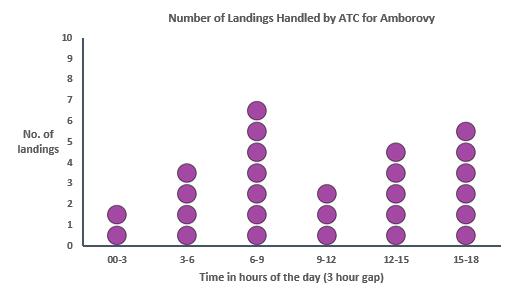 Number of Landings Handled by ATC for Amborovy
10
9
8
7
6
5
4
3
2
1
0
No. of
landings
00-3 3-6 6-9 9-12 12-15 15-18
Time in hours of the day (3 hour gap)